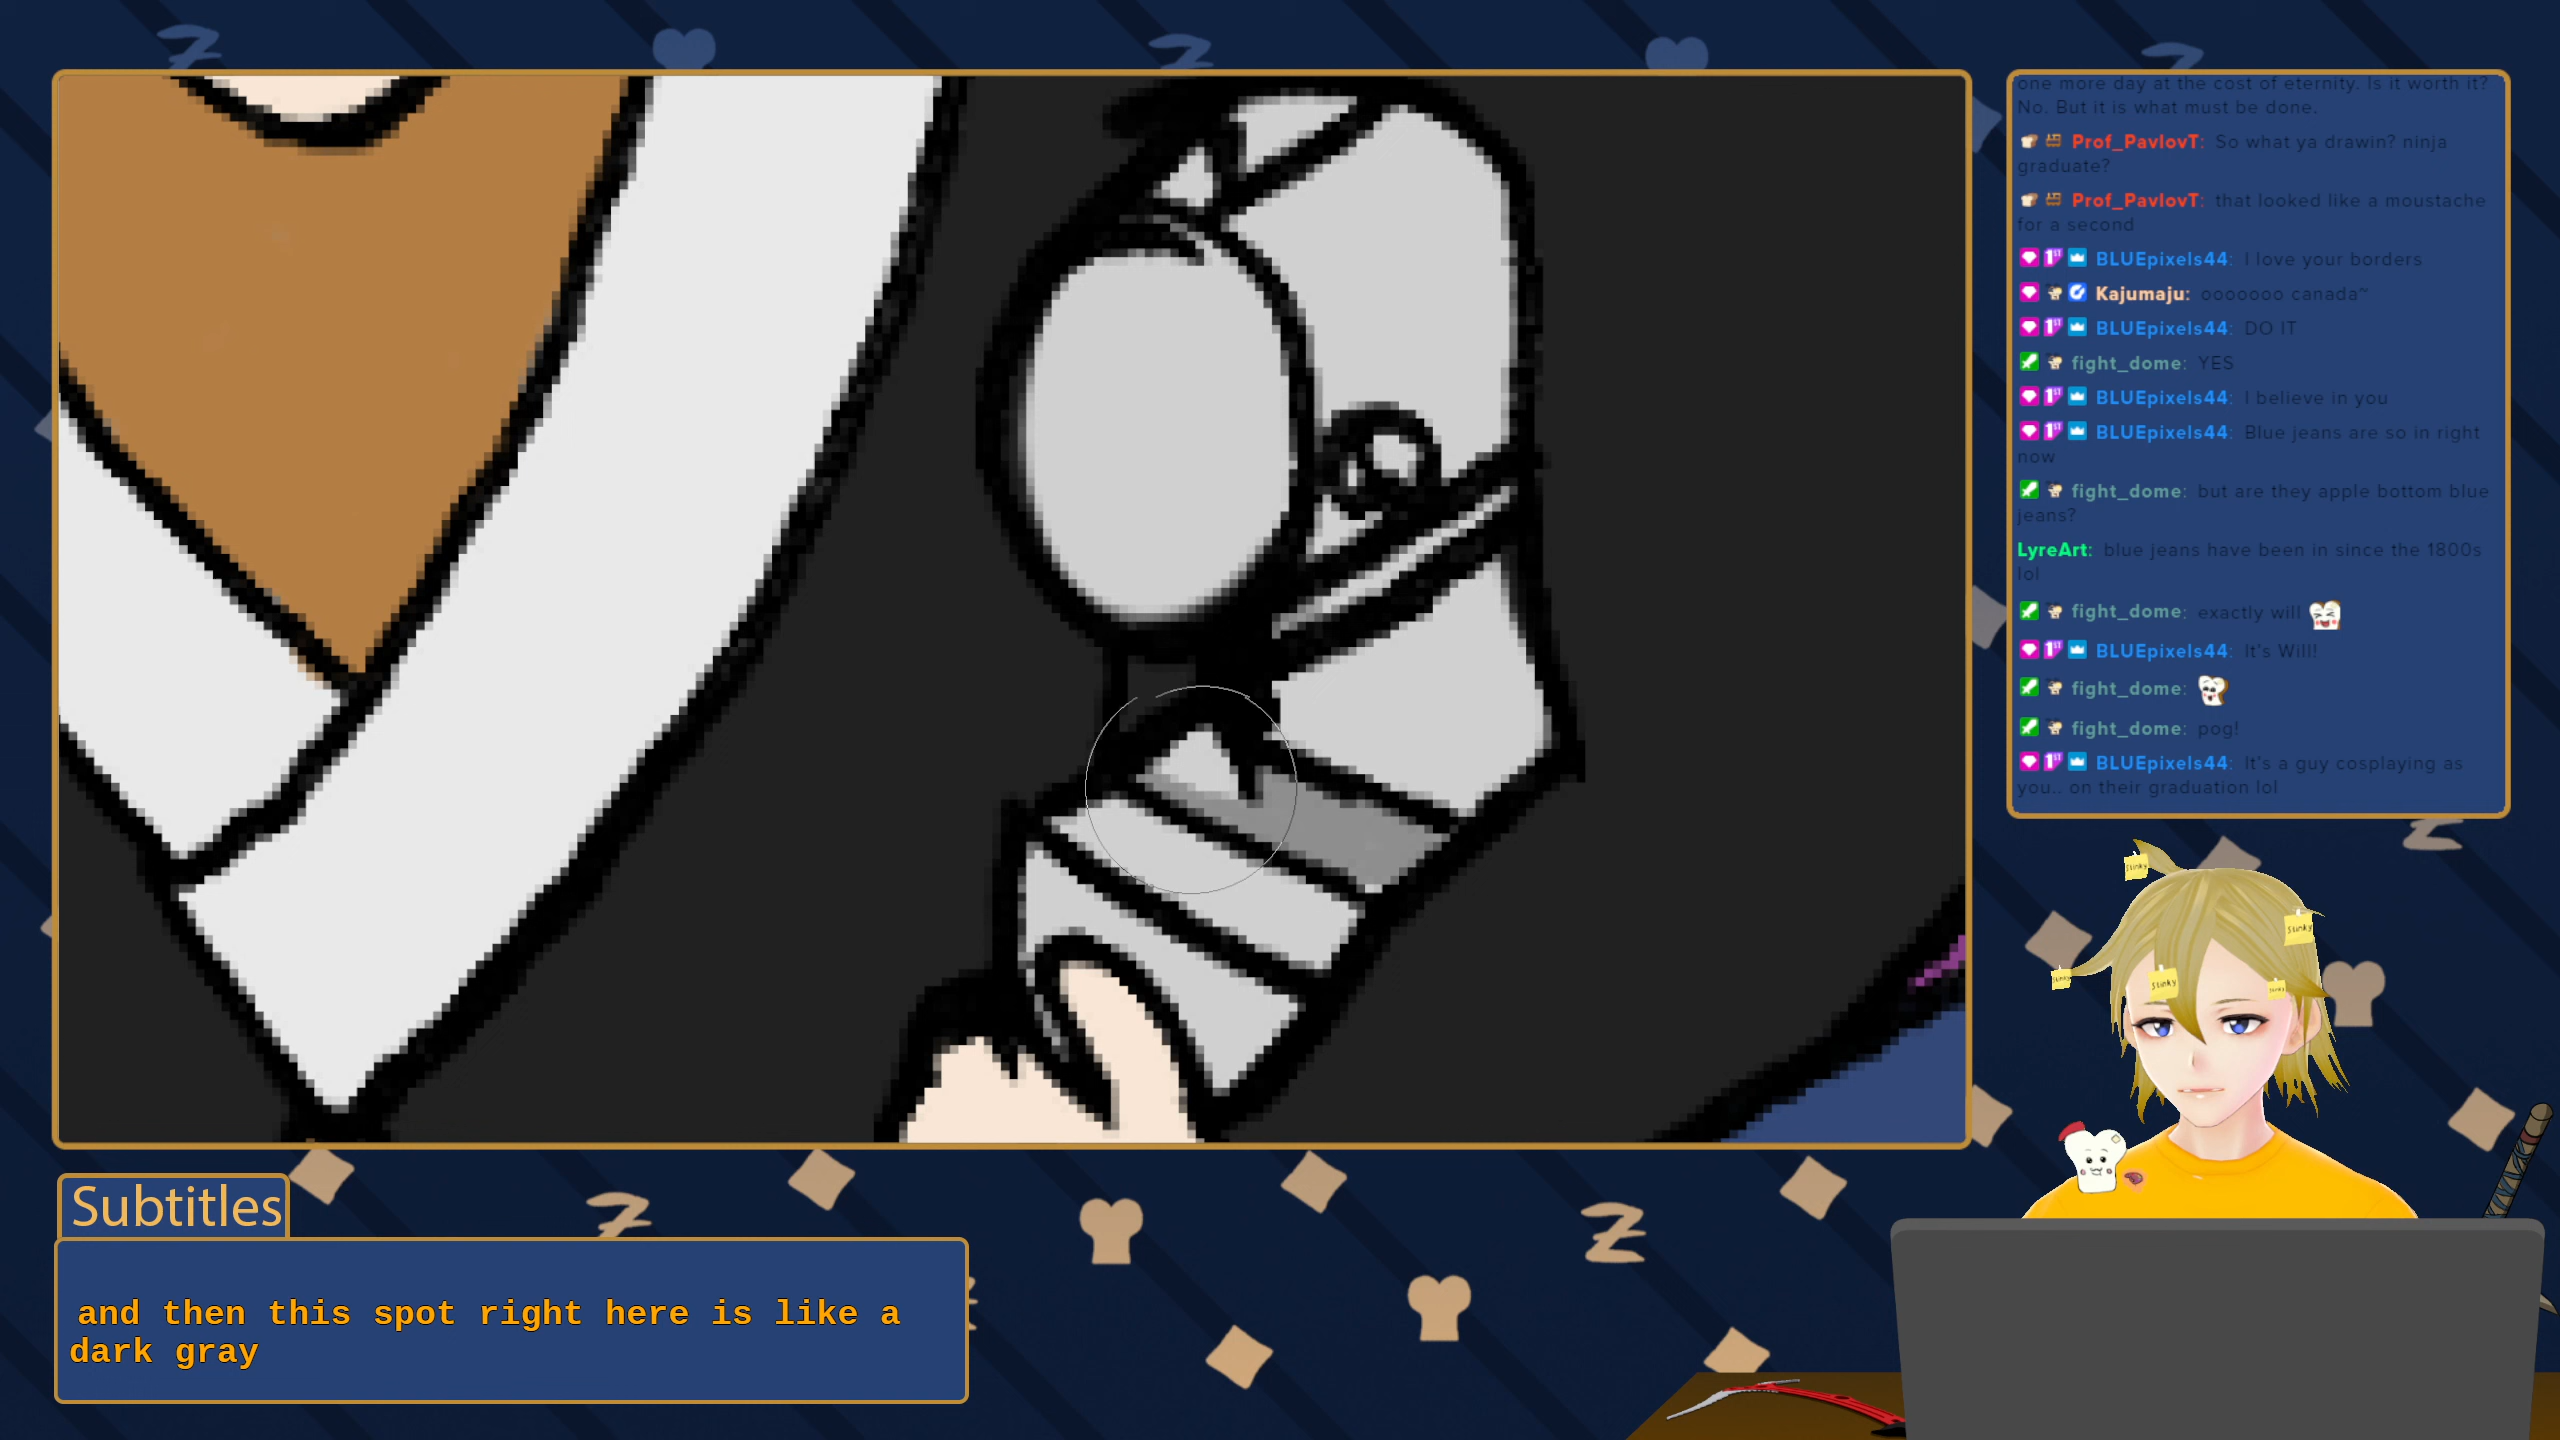 one more day at the cost of eternity. Is it worth it?
No. But it is what must be done.
Prof_PavlovT: So what ya drawin? ninja
graduate?
Prof_PavlovT: that looked like a moustache
for a second
BLUEpixels44: I love your borders
Kajumaju: ooooooo canada~
BLUEpixels44: DO IT
fight_dome: YES
BLUEpixels44: I believe in you
BLUEpixels44: Blue jeans are so in right
now
fight_dome: but are they apple bottom blue
jeans?
LyreArt: blue jeans have been in since the 1800s
lol
fight_dome: exactly will
BLUEpixels44: It's Will!
fight_dome:
fight_dome: pog!
BLUEpixels44: It's a guy cosplaying as
you.. on their graduation lol
Stinky
Stinky
Stinky
Stinky
Stinky
Subtitles
and then this spot right here is like a
dark gray